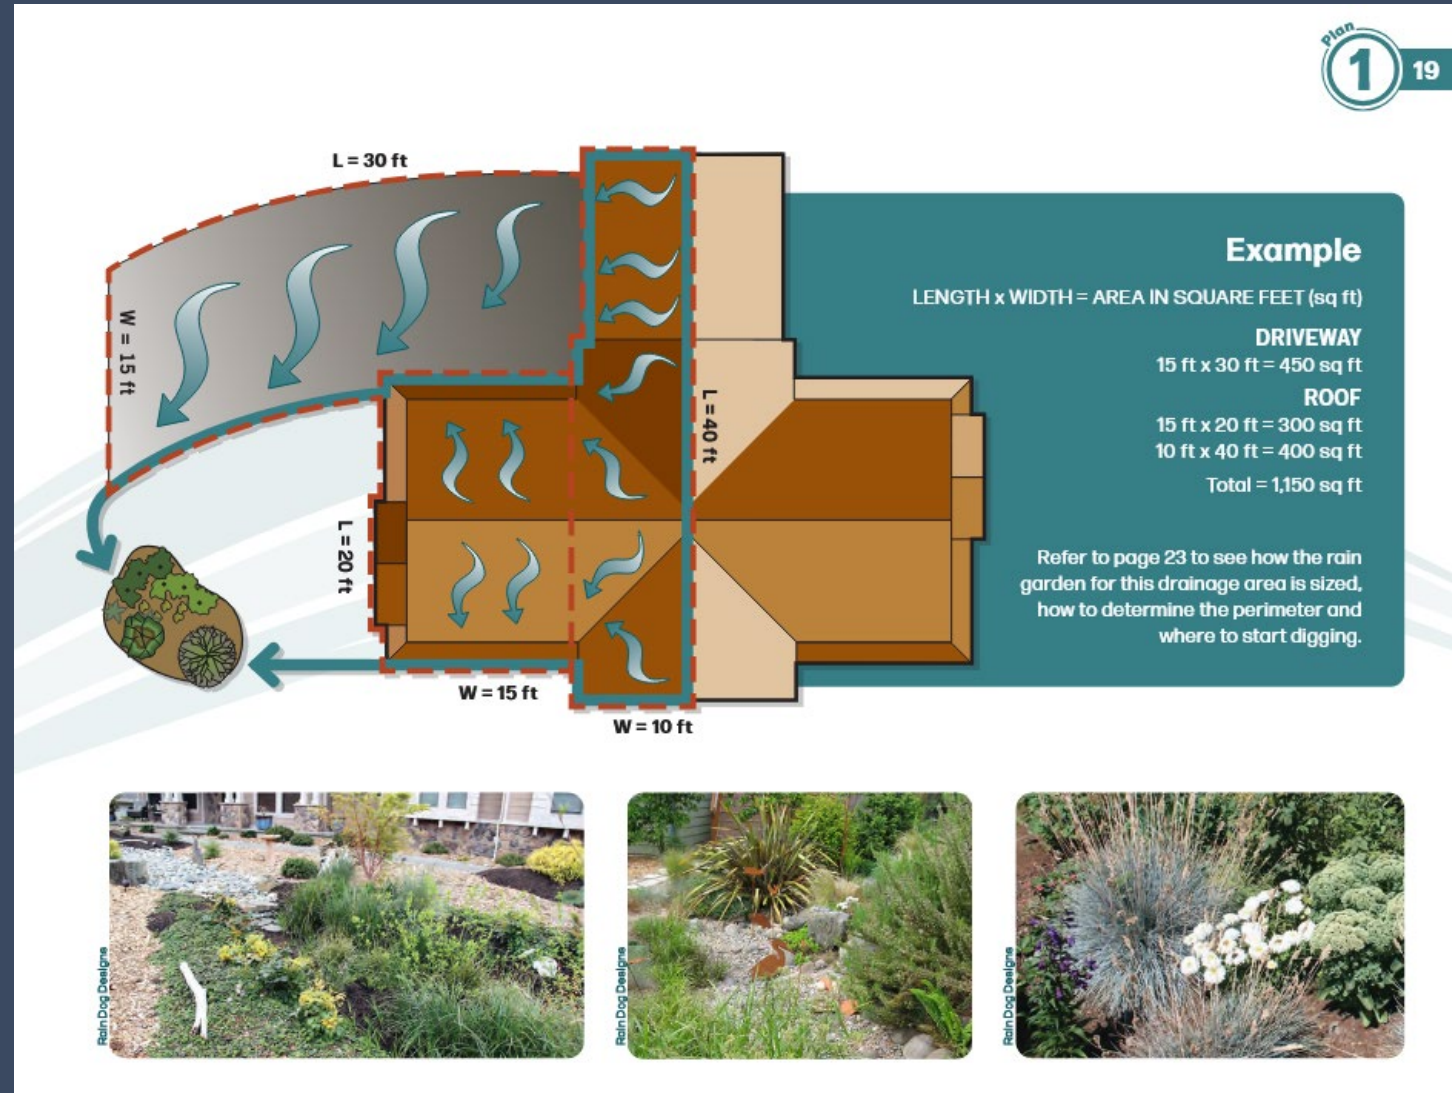 Plan
1
19
L = 30 ft
W = 15 ft
L = 40 ft
L = 20 ft
W = 15 ft
W = 10 ft
Example
LENGTH x WIDTH = AREA IN SQUARE FEET (sq ft)
DRIVEWAY
15 ft x 30 ft = 450 sq ft
ROOF
15 ft x 20 ft = 300 sq ft
10 ft x 40 ft = 400 sq ft
Total = 1,150 sq ft
Refer to page 23 to see how the rain
garden for this drainage area is sized,
how to determine the perimeter and
where to start digging.
Rain Dog Designs
Rain Dog Designs
Rain Dog Designs